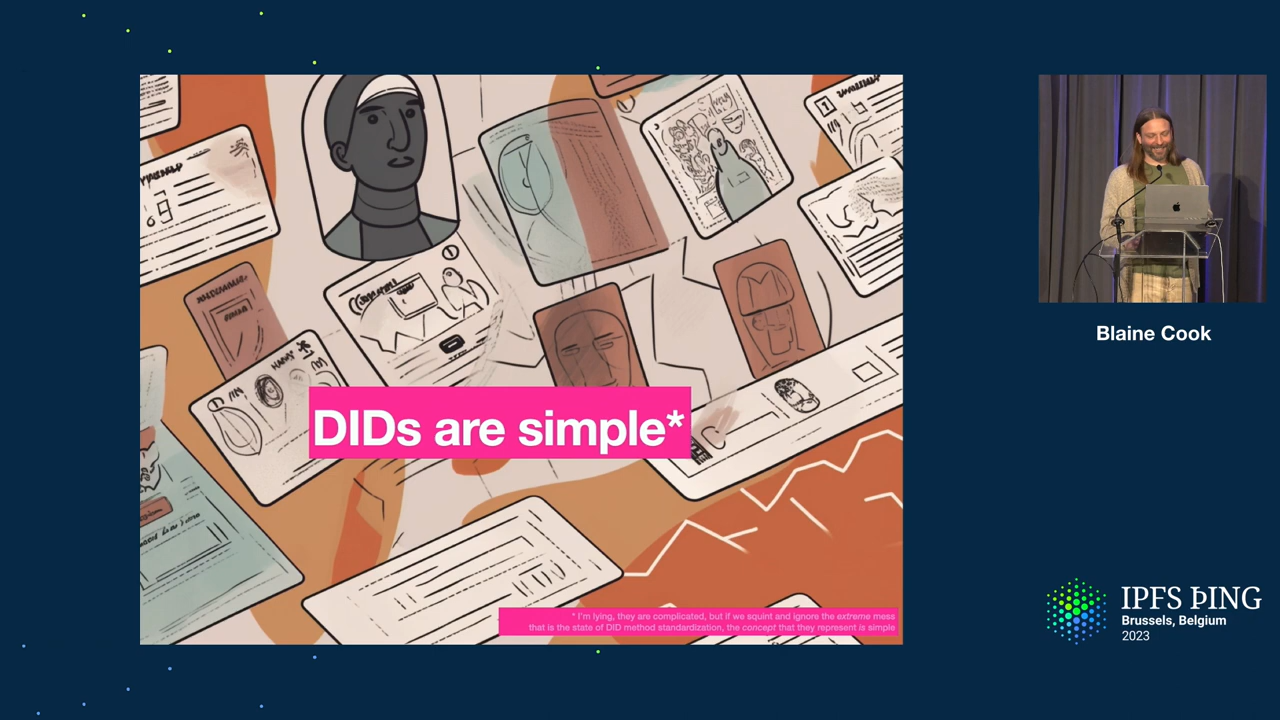 DIDs are simple*
* I'm lying, they are complicated, but if we squint and ignore the extreme mess
that is the state of DID method standardization, the concept that they represent is simple
Blaine Cook
IPFS ÞING
Brussels, Belgium
2023